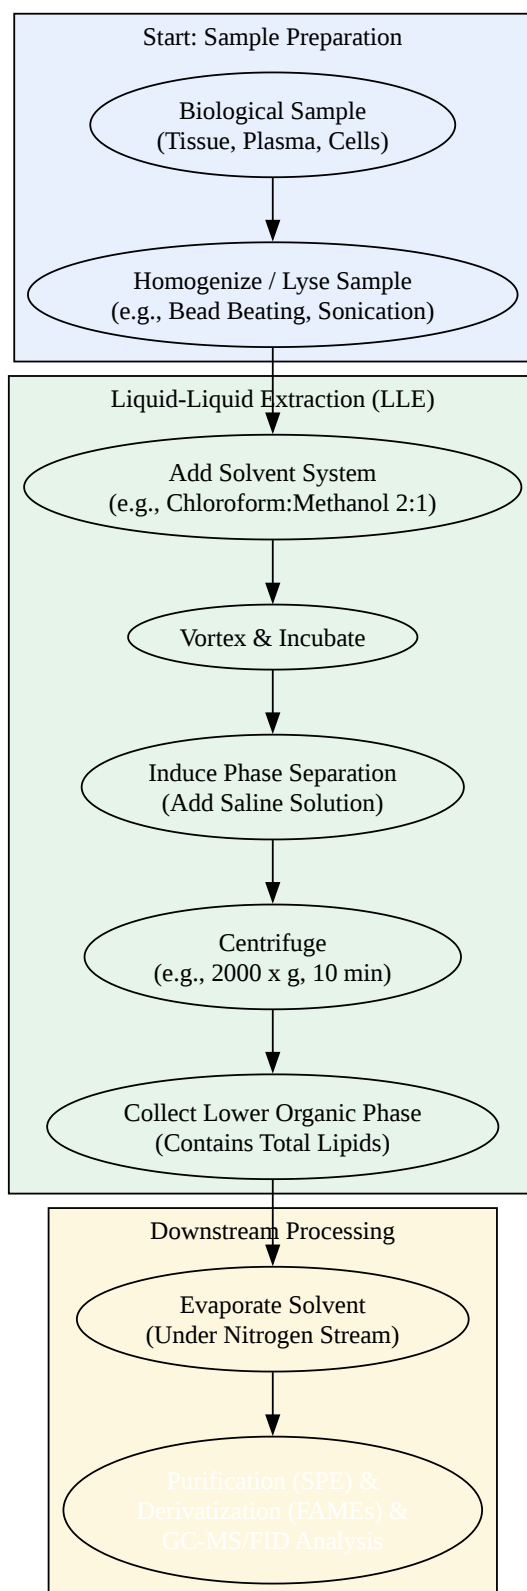 Start: Sample Preparation
Biological Sample
(Tissue, Plasma, Cells)
Homogenize / Lyse Sample
(e.g., Bead Beating, Sonication)
Liquid-Liquid Extraction (LLE)
Add Solvent System
(e.g., Chloroform:Methanol 2:1)
Vortex & Incubate
Induce Phase Separation
(Add Saline Solution)
Centrifuge
(e.g., 2000 x g, 10 min)
Collect Lower Organic Phase
(Contains Total Lipids)
Downstream Processing
Evaporate Solvent
(Under Nitrogen Stream)
Purification (SPE) &
Derivatization (FAMEs) &
GC-MS/FID Analysis